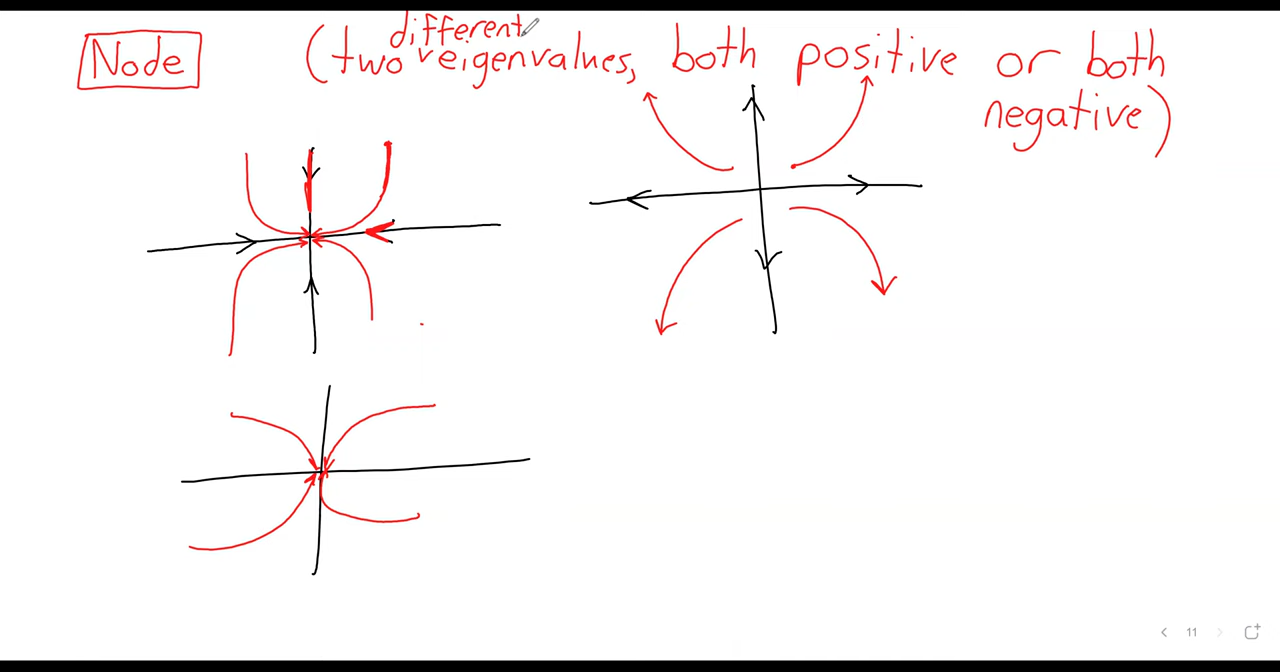 Node
different
(two eigenvalues, both positive or both
negative)
11